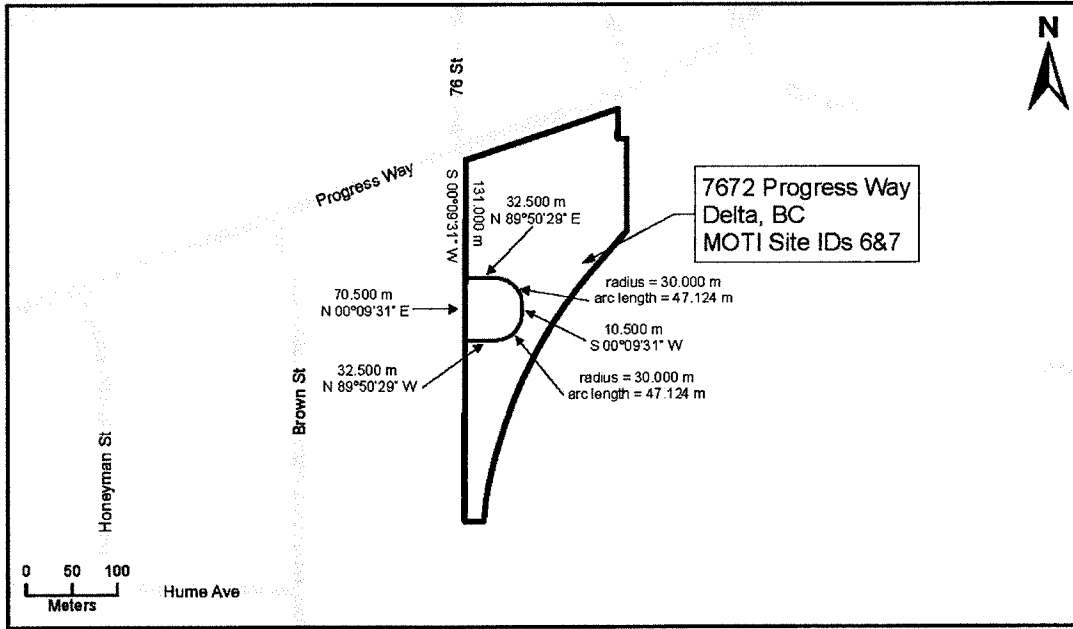 N
76 St
Progress Way
S 00°09'31" W
131.000 m
32.500 m
N 89°50'29" E
7672 Progress Way
Delta, BC
MOTI Site IDs 6&7
70.500 m
N 00°09'31" E
radius = 30.000 m
arc length = 47.124 m
10.500 m
S 00°09'31" W
32.500 m
N 89°50'29" W
radius = 30.000 m
arc length = 47.124 m
Brown St
Honeyman St
0 50 100
Meters
Hume Ave